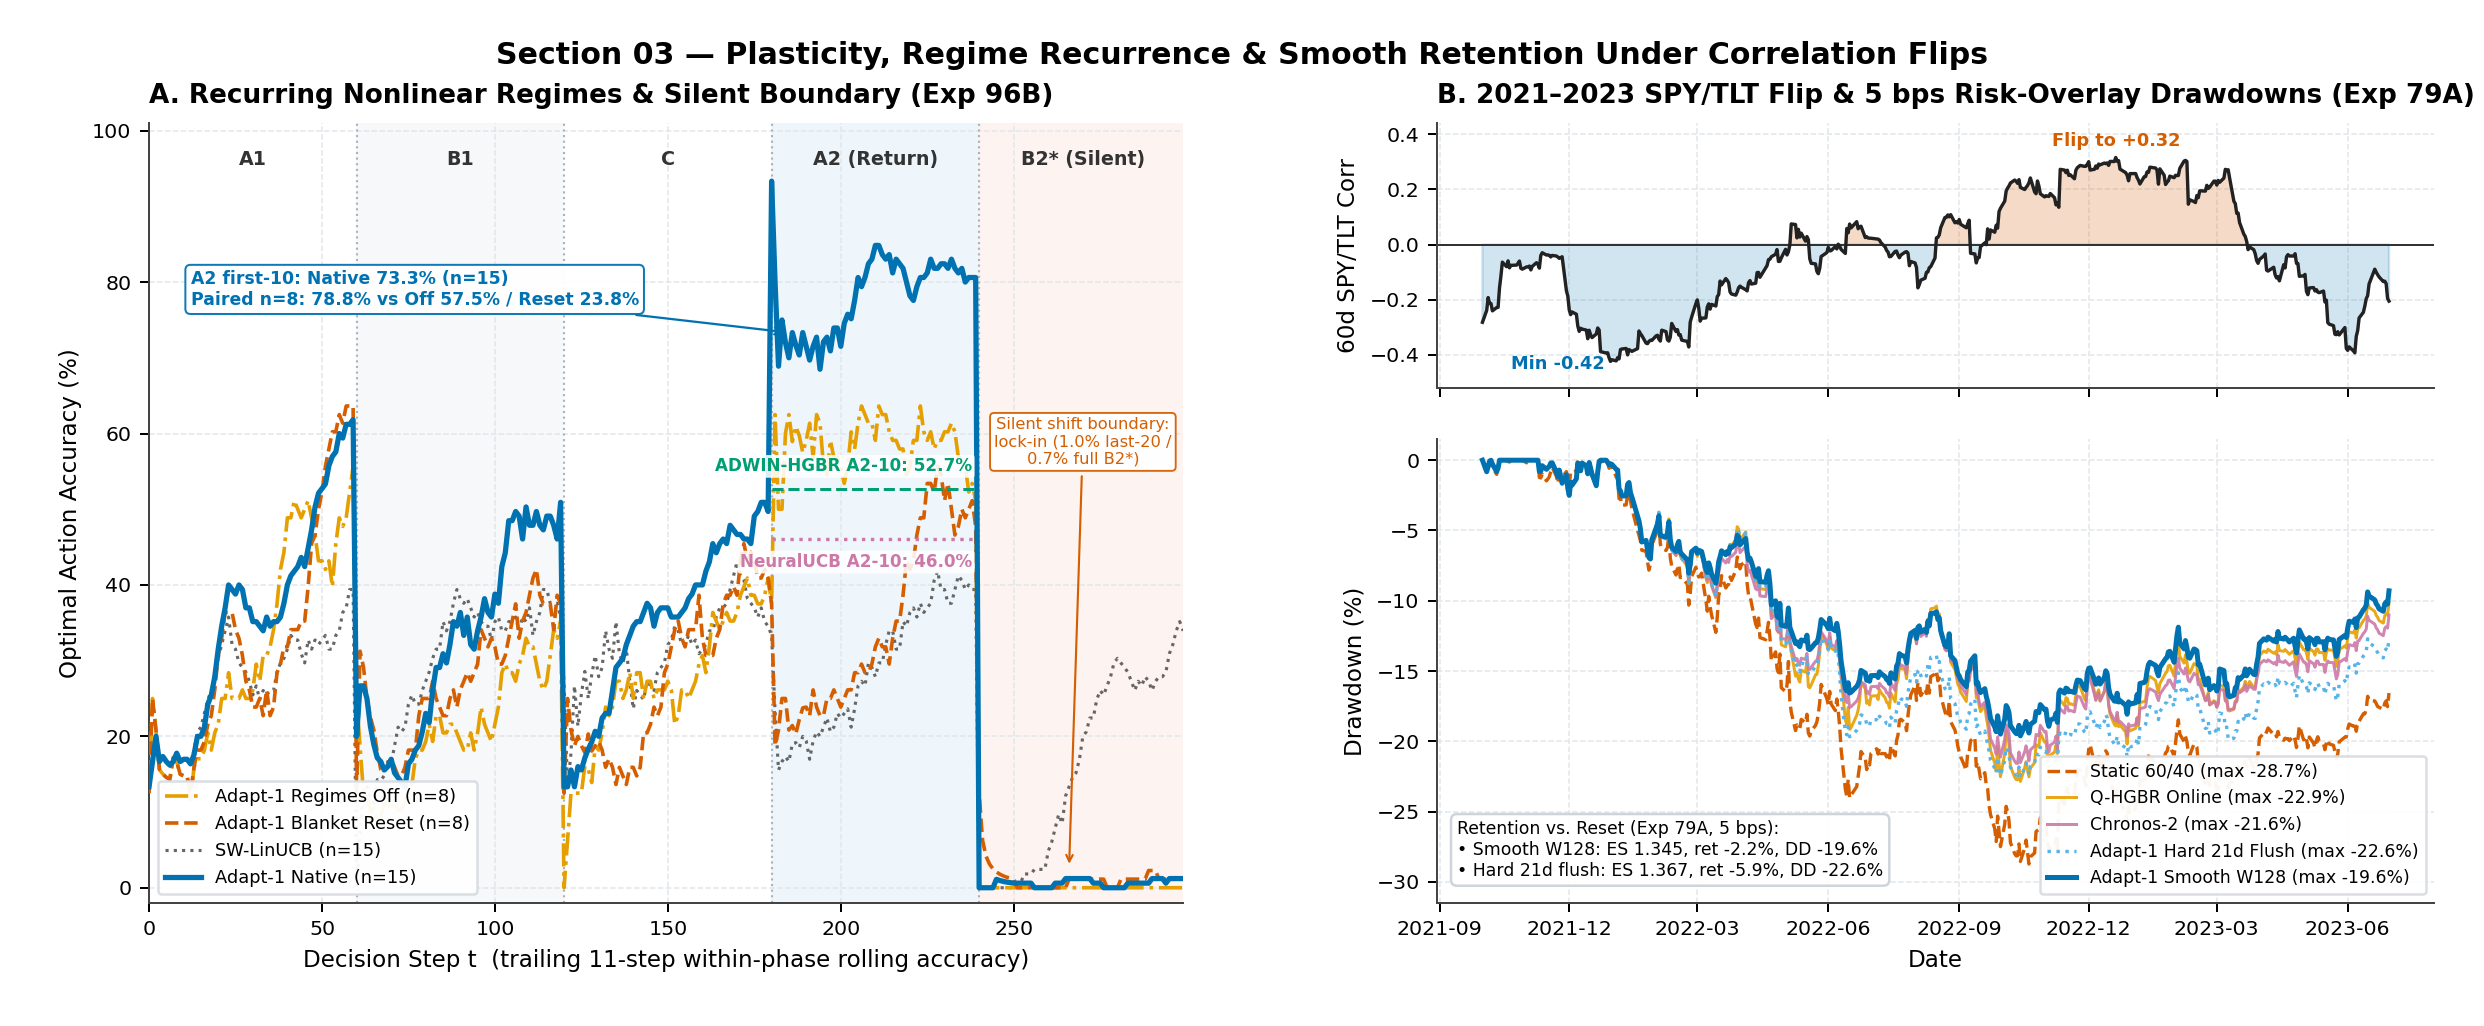 Section 03 — Plasticity, Regime Recurrence & Smooth Retention Under Correlation Flips
A. Recurring Nonlinear Regimes & Silent Boundary (Exp 96B)
Optimal Action Accuracy (%)
100
80
60
40
20
0
A1
B1
C
A2 (Return)
B2* (Silent)
A2 first-10: Native 73.3% (n=15)
Paired n=8: 78.8% vs Off 57.5% / Reset 23.8%
Silent shift boundary:
lock-in (1.0% last-20 /
0.7% full B2*)
ADWIN-HGBR A2-10: 52.7%
NeuralUCB A2-10: 46.0%
Adapt-1 Regimes Off (n=8)
Adapt-1 Blanket Reset (n=8)
SW-LinUCB (n=15)
Adapt-1 Native (n=15)
0
50
100
150
200
250
Decision Step t  (trailing 11-step within-phase rolling accuracy)
B. 2021–2023 SPY/TLT Flip & 5 bps Risk-Overlay Drawdowns (Exp 79A)
60d SPY/TLT Corr
0.4
0.2
0.0
−0.2
−0.4
Flip to +0.32
Min -0.42
Drawdown (%)
0
−5
−10
−15
−20
−25
−30
Retention vs. Reset (Exp 79A, 5 bps):
• Smooth W128: ES 1.345, ret -2.2%, DD -19.6%
• Hard 21d flush: ES 1.367, ret -5.9%, DD -22.6%
Static 60/40 (max -28.7%)
Q-HGBR Online (max -22.9%)
Chronos-2 (max -21.6%)
Adapt-1 Hard 21d Flush (max -22.6%)
Adapt-1 Smooth W128 (max -19.6%)
2021-09
2021-12
2022-03
2022-06
2022-09
2022-12
2023-03
2023-06
Date